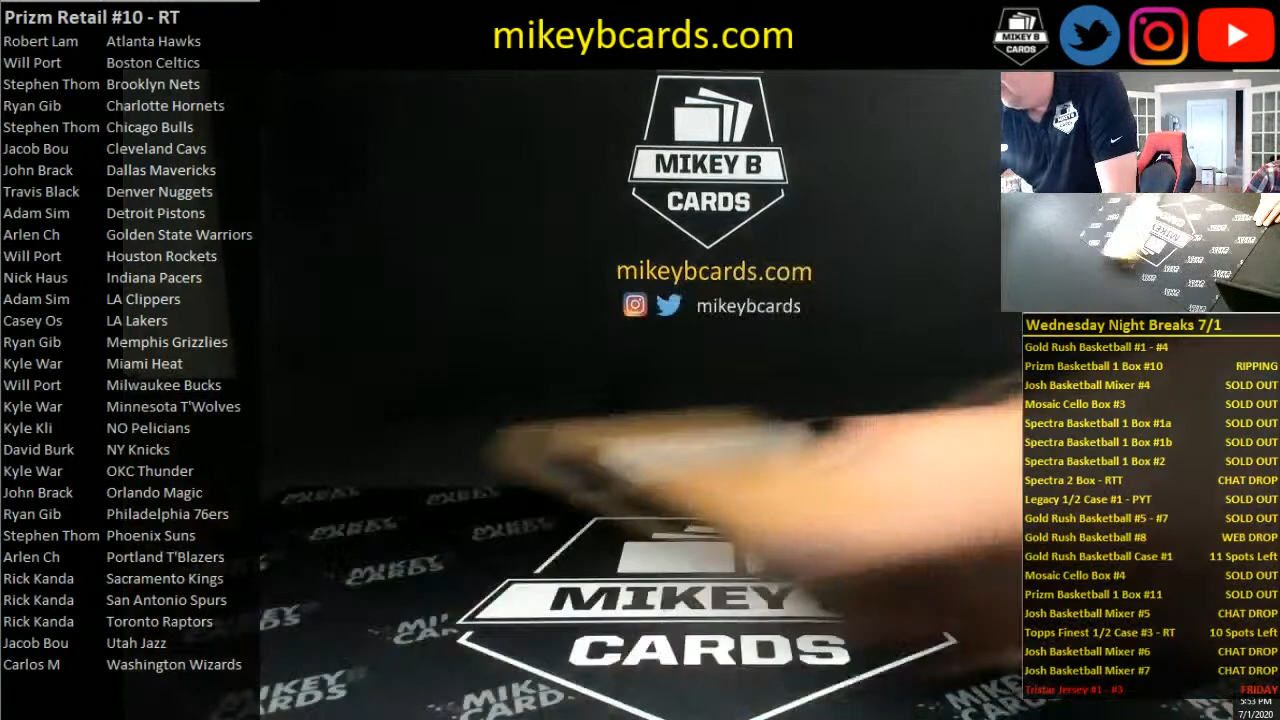 Prizm Retail #10 - RT
Robert Lam Atlanta Hawks
Will Port Boston Celtics
Stephen Thom Brooklyn Nets
Ryan Gib Charlotte Hornets
Stephen Thom Chicago Bulls
Jacob Bou Cleveland Cavs
John Brack Dallas Mavericks
Travis Black Denver Nuggets
Adam Sim Detroit Pistons
Arlen Ch Golden State Warriors
Will Port Houston Rockets
Nick Haus Indiana Pacers
Adam Sim LA Clippers
Casey Os LA Lakers
Ryan Gib Memphis Grizzlies
Kyle War Miami Heat
Will Port Milwaukee Bucks
Kyle War Minnesota T'Wolves
Kyle Kli NO Pelicans
David Burk NY Knicks
Kyle War OKC Thunder
John Brack Orlando Magic
Ryan Gib Philadelphia 76ers
Stephen Thom Phoenix Suns
Arlen Ch Portland T'Blazers
Rick Kanda Sacramento Kings
Rick Kanda San Antonio Spurs
Rick Kanda Toronto Raptors
Jacob Bou Utah Jazz
Carlos M Washington Wizards
mikeybcards.com
MIKEY B
CARDS
MIKEY B
CARDS
mikeybcards.com
mikeybcards
MIKEY
CARDS
Wednesday Night Breaks 7/1
Gold Rush Basketball #1 - #4
Prizm Basketball 1 Box #10 RIPPING
Josh Basketball Mixer #4 SOLD OUT
Mosaic Cello Box #3 SOLD OUT
Spectra Basketball 1 Box #1a SOLD OUT
Spectra Basketball 1 Box #1b SOLD OUT
Spectra Basketball 1 Box #2 SOLD OUT
Spectra 2 Box - RTT CHAT DROP
Legacy 1/2 Case #1 - PYT SOLD OUT
Gold Rush Basketball #5 - #7 SOLD OUT
Gold Rush Basketball #8 WEB DROP
Gold Rush Basketball Case #1 11 Spots Left
Mosaic Cello Box #4 SOLD OUT
Prizm Basketball 1 Box #11 SOLD OUT
Josh Basketball Mixer #5 CHAT DROP
Topps Finest 1/2 Case #3 - RT 10 Spots Left
Josh Basketball Mixer #6 CHAT DROP
Josh Basketball Mixer #7 CHAT DROP
Tristar Jersey #1 - #3 FRIDAY
5:53 PM
7/1/2020